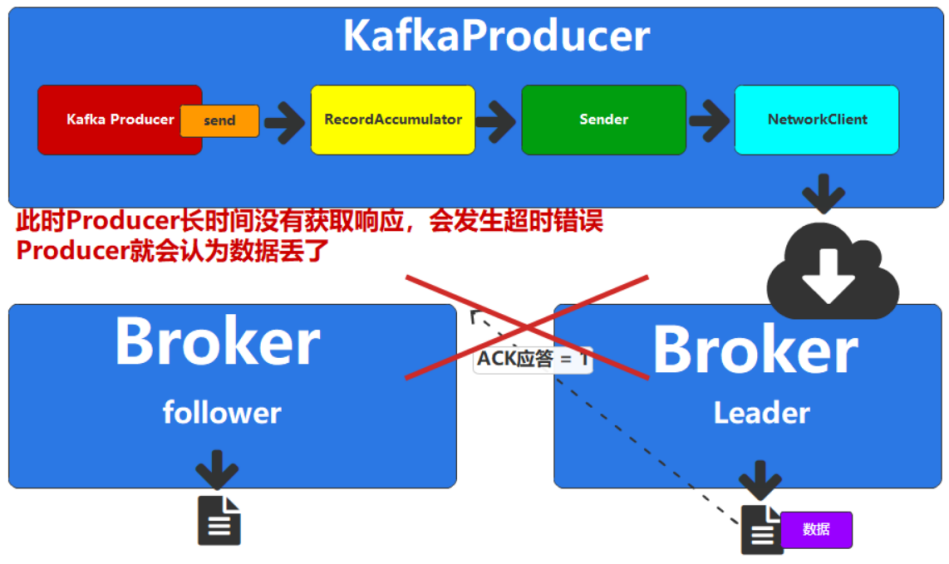 KafkaProducer
Kafka Producer
send
RecordAccumulator
Sender
NetworkClient
此时Producer长时间没有获取响应，会发生超时错误
Producer就会认为数据丢了
Broker
follower
ACK应答 = 1
Broker
Leader
数据